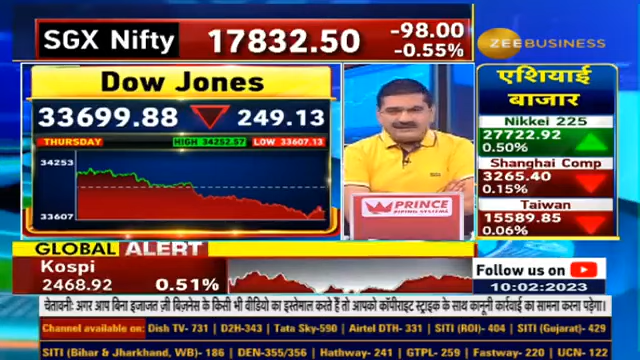 SGX Nifty 17832.50 -98.00 -0.55%
ZEEBUSINESS
Dow Jones
33699.88 249.13
THURSDAY HIGH 34252.57 LOW 33607.13
34253
33607
PRINCE
PIPING SYSTEMS
एशियाई
बाजार
Nikkei 225
27722.92
0.50%
Shanghai Comp
3265.40
0.15%
Taiwan
15589.85
0.06%
GLOBAL ALERT
Kospi
2468.92 0.51%
Follow us on
10-02-2023
चेतावनी: अगर आप बिना इजाजत ज़ी बिज़नेस के किसी भी वीडियो का इस्तेमाल करते हैं तो आपको कॉपीराइट स्ट्राइक के साथ कानूनी कार्रवाई का सामना करना पड़ेगा।
Channel available on: Dish TV- 731 | D2H-343 | Tata Sky-590 | Airtel DTH- 331 | SITI (ROI) - 404 | SITI (Gujarat) - 429
SITI (Bihar & Jharkhand, WB)- 186 | DEN-355/356 | Hathway- 241 | GTPL- 259 | Fastway- 220 | UCN - 122